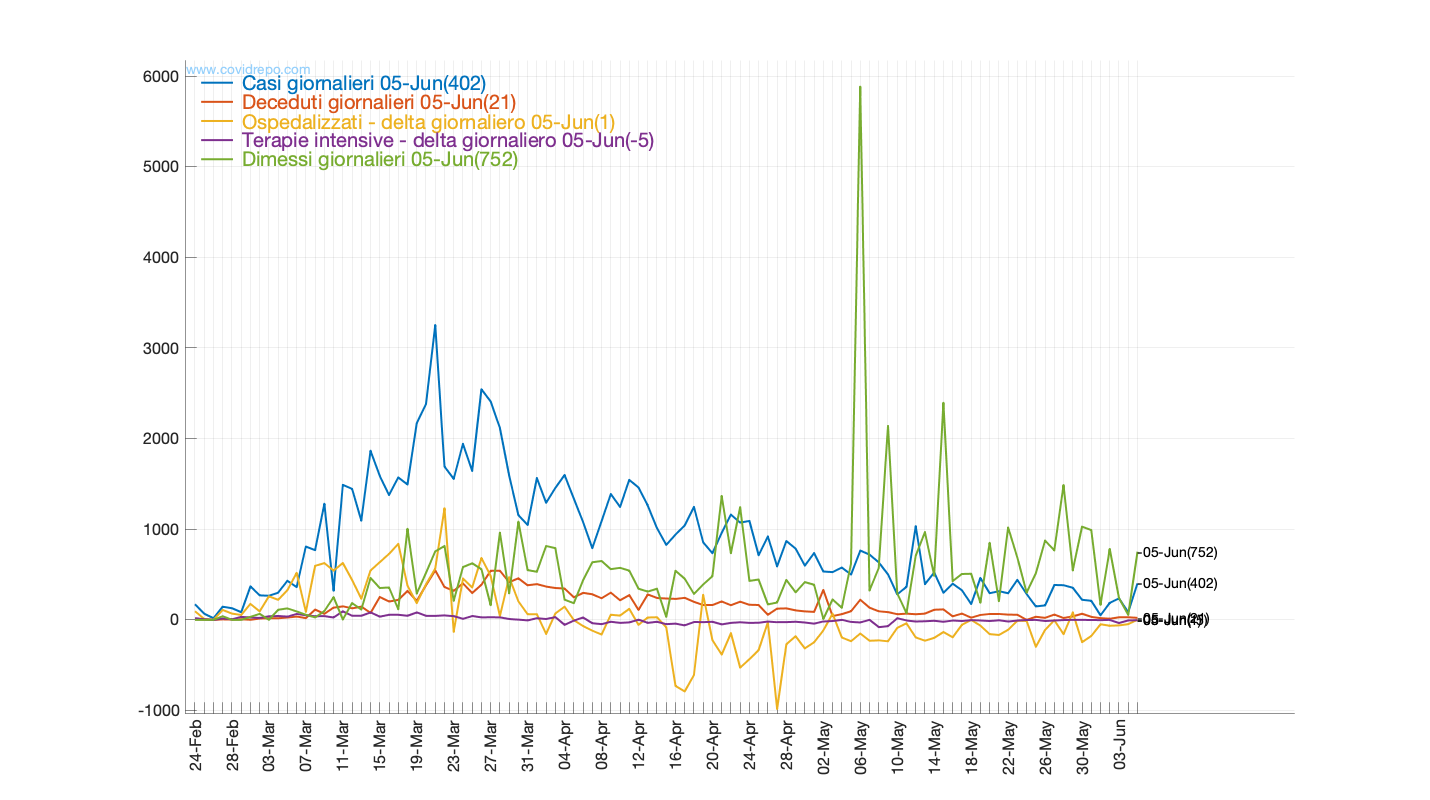 www.covidrepo.com
6000
Casi giornalieri 05-Jun(402)
Deceduti giornalieri 05-Jun(21)
Ospedalizzati - delta giornaliero 05-Jun(1)
Terapie intensive - delta giornaliero 05-Jun(-5)
Dimessi giornalieri 05-Jun(752)
5000
4000
3000
2000
1000
0
-1000
05-Jun(752)
05-Jun(402)
24-Feb
28-Feb
03-Mar
07-Mar
11-Mar
15-Mar
19-Mar
23-Mar
27-Mar
31-Mar
04-Apr
08-Apr
12-Apr
16-Apr
20-Apr
24-Apr
28-Apr
02-May
06-May
10-May
14-May
18-May
22-May
26-May
30-May
03-Jun